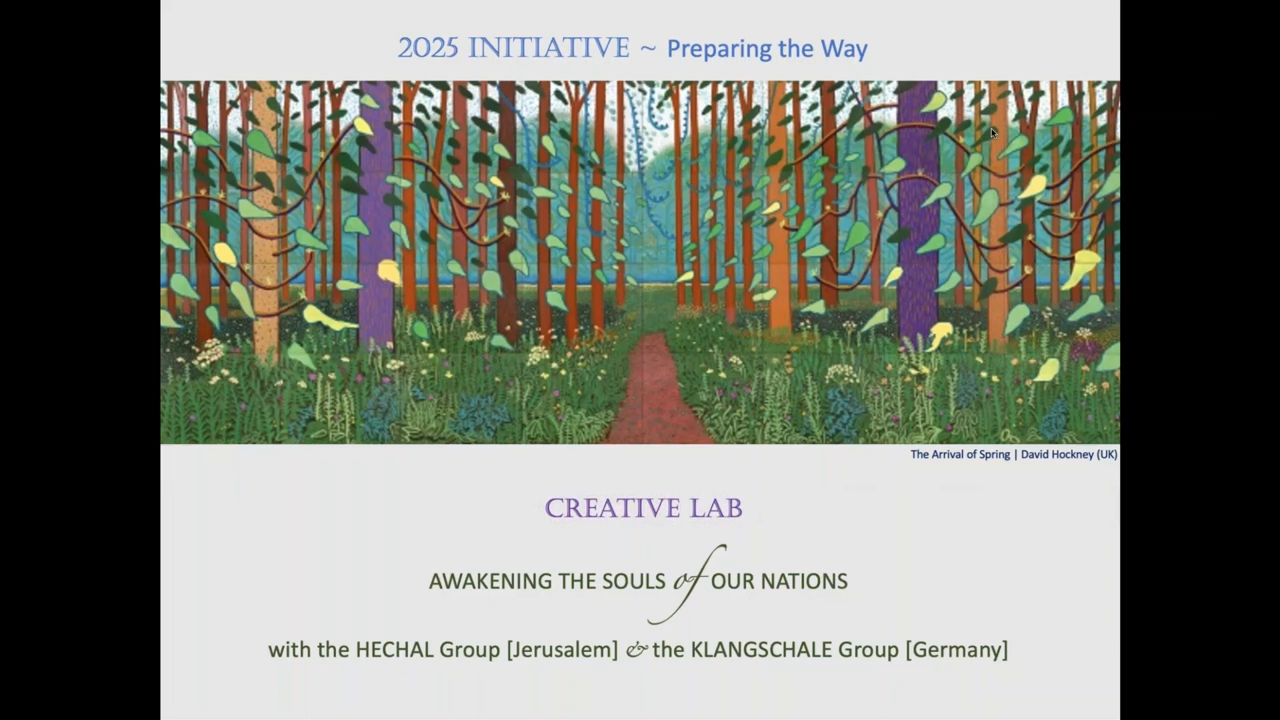 2025 INITIATIVE ~ Preparing the Way
The Arrival of Spring | David Hockney (UK)
CREATIVE LAB
AWAKENING THE SOULS of OUR NATIONS
with the HECHAL Group [Jerusalem] & the KLANGSCHALE Group [Germany]